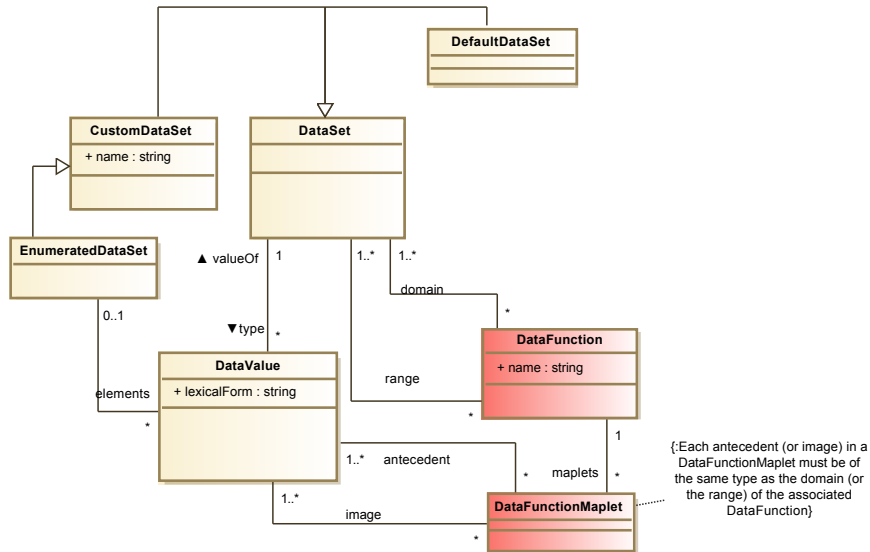 DefaultDataSet
CustomDataSet
+ name : string
DataSet
EnumeratedDataSet
▲ valueOf
1
1..*
1..*
domain
*
0..1
▼type
*
DataFunction
+ name : string
DataValue
+ lexicalForm : string
elements
*
range
*
1
1..*
antecedent
*
maplets
*
{:Each antecedent (or image) in a
DataFunctionMaplet must be of
the same type as the domain (or
the range) of the associated
DataFunction}
1..*
image
*
DataFunctionMaplet